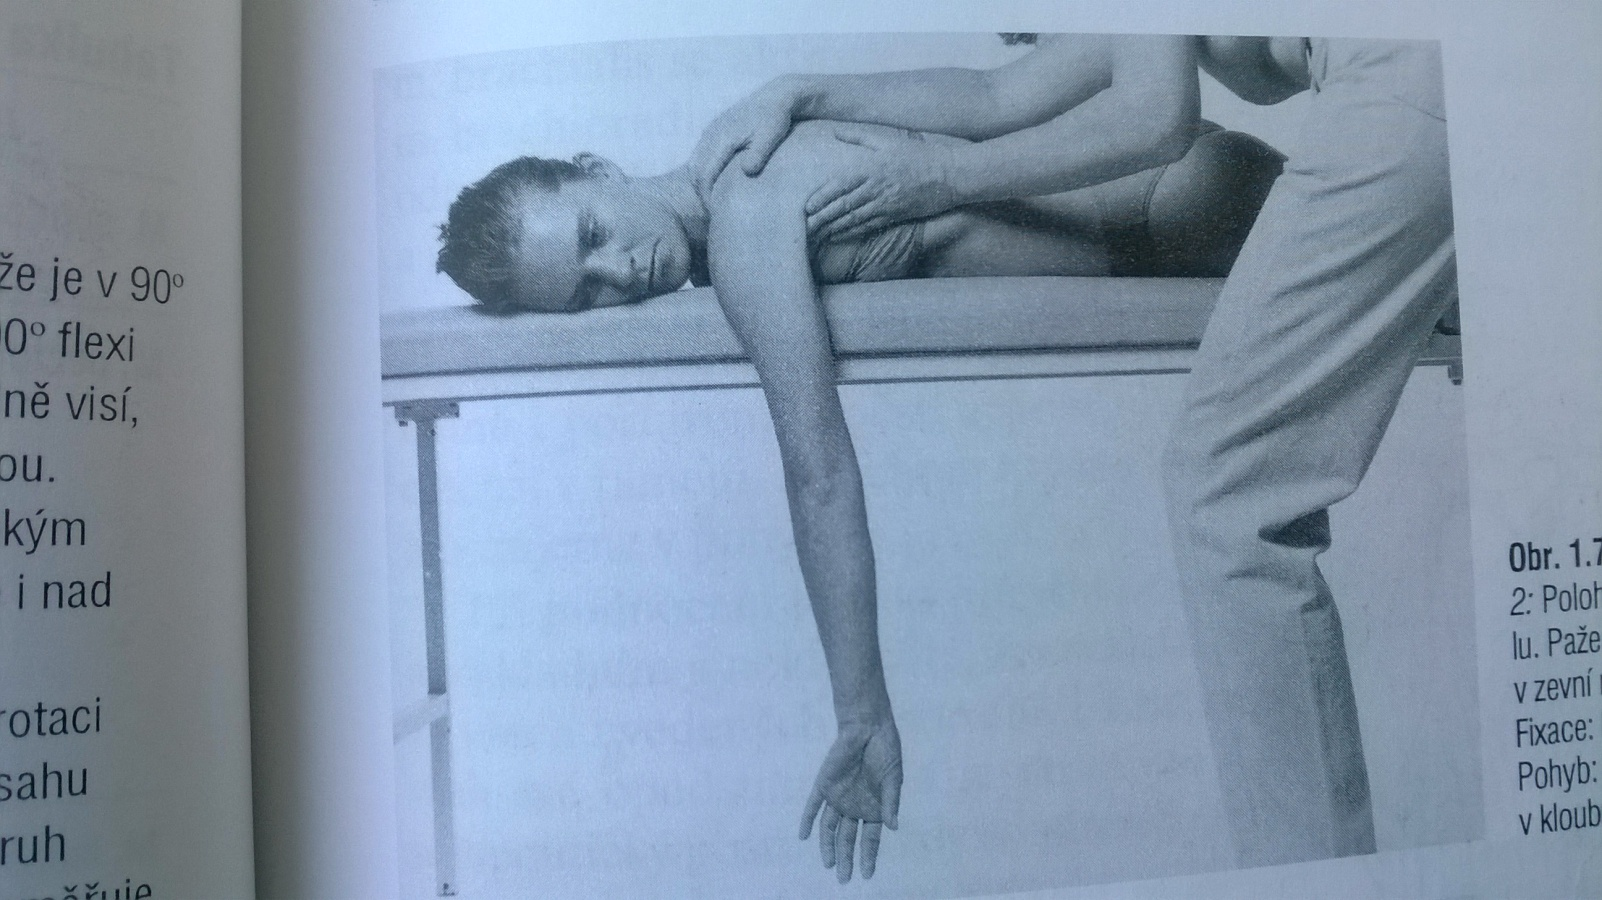 že je v 90°
0° flexi
ně visí,
ou.
kým
i nad
rotaci
sahu
ruh
měřuje
Obr. 1.7
2: Poloh
lu. Paže
v zevní
Fixace:
Pohyb:
v kloub